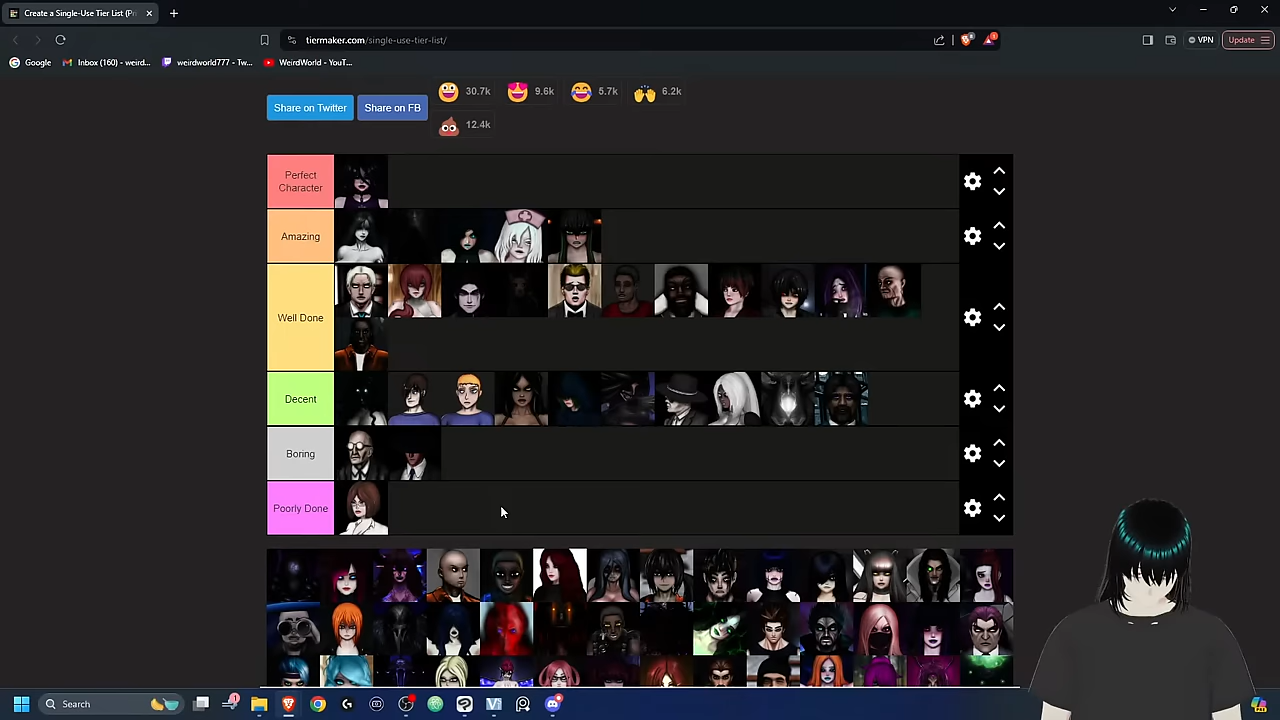 Create a Single-Use Tier List (Pr
tiermaker.com/single-use-tier-list/
VPN
Update
Google
Inbox (160) - weird...
weirdworld777 - Tw...
WeirdWorld - YouT...
Share on Twitter
Share on FB
30.7k
9.6k
5.7k
6.2k
12.4k
Perfect
Character
Amazing
Well Done
Decent
Boring
Poorly Done
Search